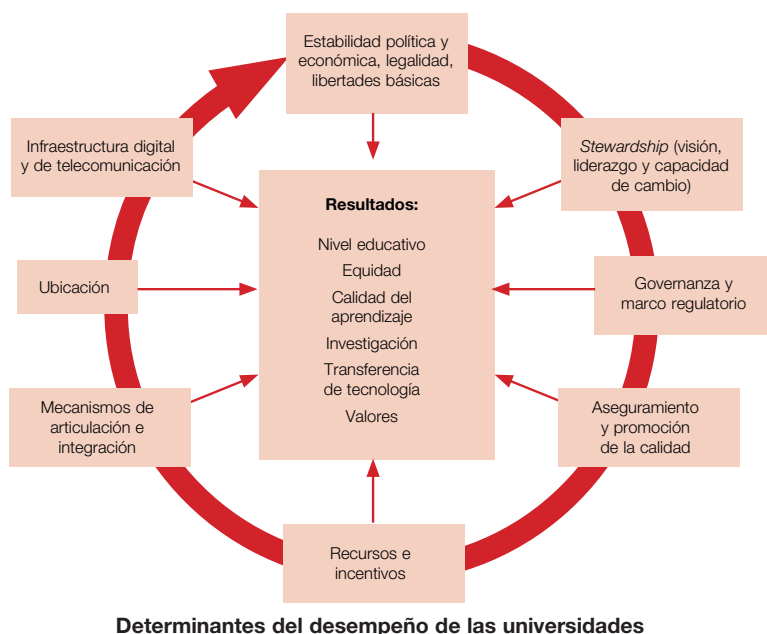 Estabilidad política y
económica, legalidad,
libertades básicas
Infraestructura digital
y de telecomunicación
Stewardship (visión,
liderazgo y capacidad
de cambio)
Resultados:
Nivel educativo
Equidad
Calidad del
aprendizaje
Investigación
Transferencia
de tecnología
Valores
Ubicación
Governanza y
marco regulatorio
Mecanismos de
articulación e
integración
Aseguramiento
y promoción
de la calidad
Recursos e
incentivos
Determinantes del desempeño de las universidades